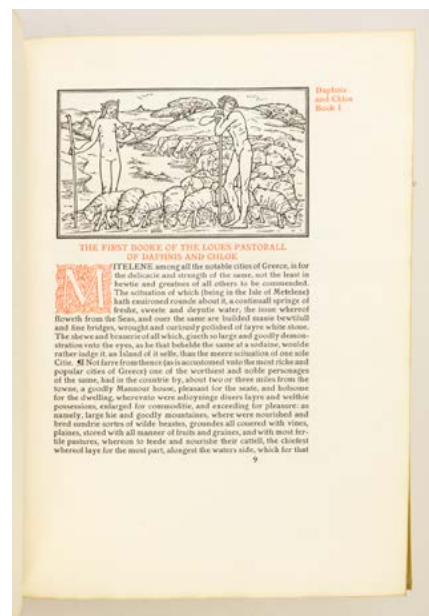 Daphnis
and Chloe
Book I
THE FIRST BOOKE OF THE LOUES PASTORALL
OF DAPHNIS AND CHLOE
MITELENE among all the notable cities of Greece, is for
the delicacie and strength of the same, not the least in
bewtie and greatnes of all others to be commended.
The scituation of which (being in the Isle of Metelene)
hath enuironed rounde about it, a continuall springe of
freshe, sweete and deyntie water, the issue whereof
floweth from the Seas, and ouer the same are builded manie bewtifull
and fine bridges, wrought and curiously polished of fayre white stone.
The shewe and brauerie of all which, giueth so large and goodly demon-
stration vnto the eyes, as he that behelde the same at a sodaine, woulde
rather iudge it, an Island of it selfe, than the meere scituation of one sole
Citie. ¶ Not farre from thence (as is accustomed vnto the most riche and
popular cities of Greece) one of the worthiest and noble personages
of the same, had in the countrie by, about two or three miles from the
towne, a goodly Mannour house, pleasant for the seate, and holsome
for the dwelling, wherevnto were adioyninge diuers fayre and welthie
possessions, enlarged for commoditie, and exceeding for pleasure: as
namely, large hie and goodly mountaines, where were nourished and
bred sundrie sortes of wilde beastes, groundes all couered with vines,
plaines, stored with all manner of fruits and graines, and with most fer-
tile pastures, whereon to feede and nourishe their cattell, the chiefest
whereof laye for the most part, alongest the waters side, which for that
9